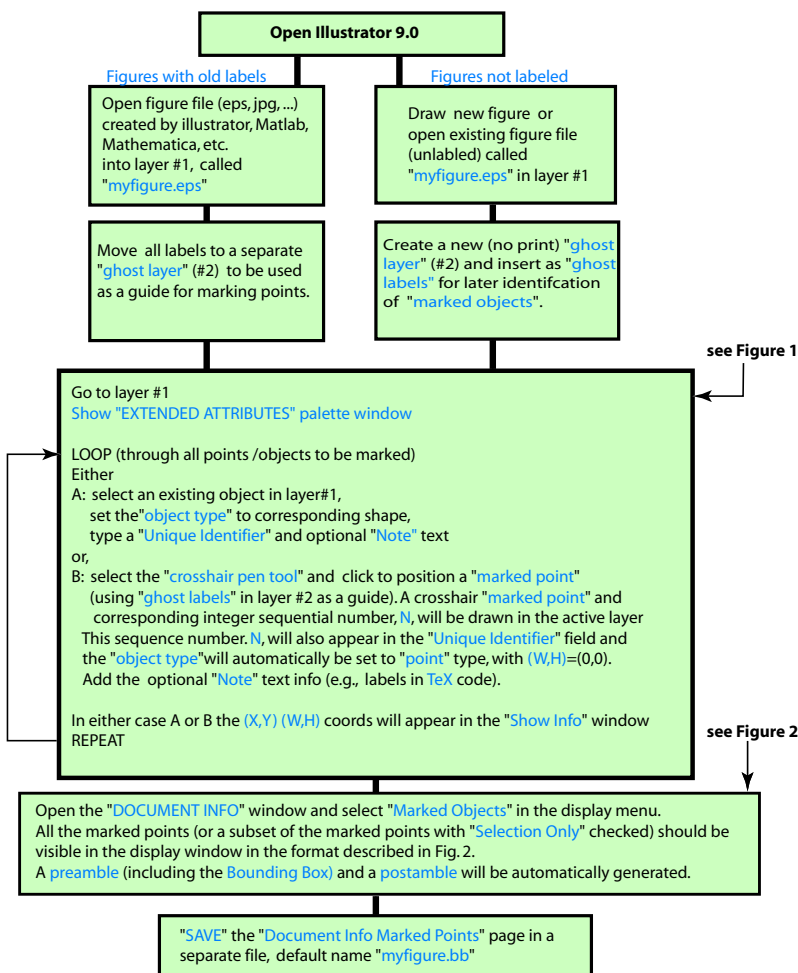 Open Illustrator 9.0
Figures with old labels
Open figure file (eps, jpg, ...)
created by illustrator, Matlab,
Mathematica, etc.
into layer #1, called
"myfigure.eps"
Figures not labeled
Draw new figure or
open existing figure file
(unlabled) called
"myfigure.eps" in layer #1
Move all labels to a separate
"ghost layer" (#2) to be used
as a guide for marking points.
Create a new (no print) "ghost
layer" (#2) and insert as "ghost
labels" for later identifcation
of "marked objects".
see Figure 1
Go to layer #1
Show "EXTENDED ATTRIBUTES" palette window
LOOP (through all points /objects to be marked)
Either
A: select an existing object in layer#1,
set the"object type" to corresponding shape,
type a "Unique Identifier" and optional "Note" text
or,
B: select the "crosshair pen tool" and click to position a "marked point"
(using "ghost labels" in layer #2 as a guide). A crosshair "marked point" and
corresponding integer sequential number, N, will be drawn in the active layer
This sequence number. N, will also appear in the "Unique Identifier" field and
the "object type"will automatically be set to "point" type, with (W,H)=(0,0).
Add the optional "Note" text info (e.g., labels in TeX code).
In either case A or B the (X,Y) (W,H) coords will appear in the "Show Info" window
REPEAT
see Figure 2
Open the "DOCUMENT INFO" window and select "Marked Objects" in the display menu.
All the marked points (or a subset of the marked points with "Selection Only" checked) should be
visible in the display window in the format described in Fig. 2.
A preamble (including the Bounding Box) and a postamble will be automatically generated.
"SAVE" the "Document Info Marked Points" page in a
separate file, default name "myfigure.bb"